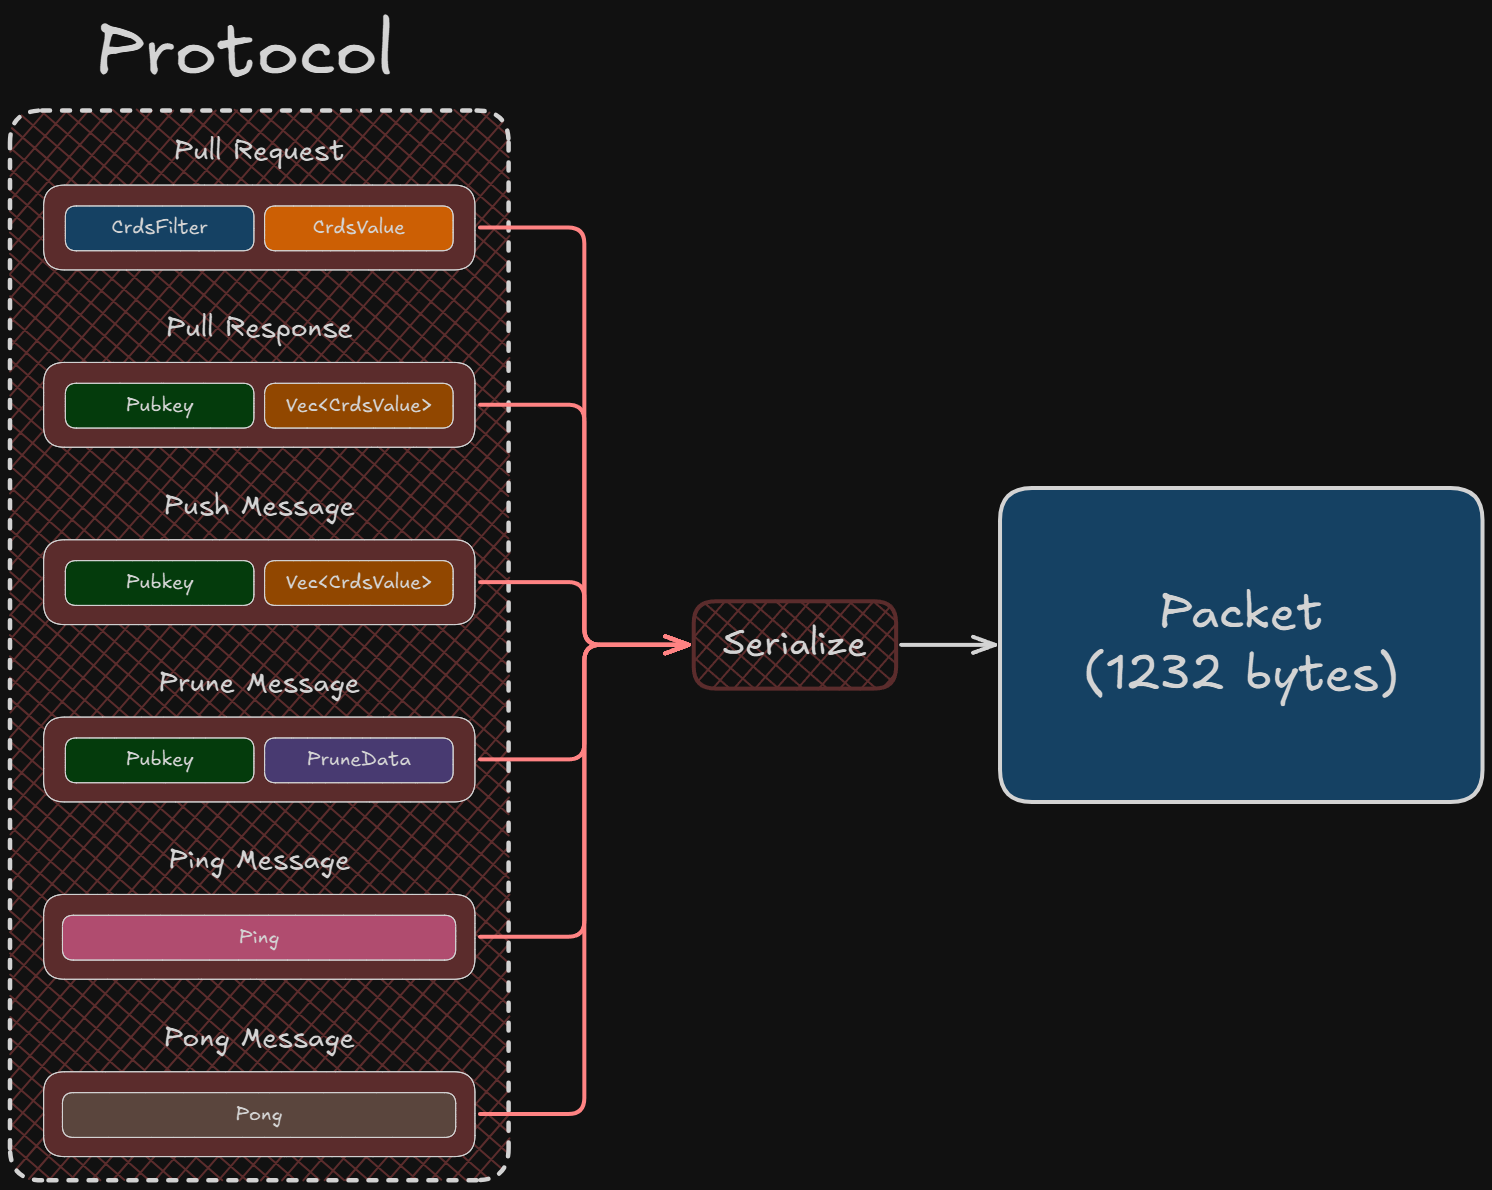 Protocol
Pull Request
CrdsFilter
CrdsValue
Pull Response
Pubkey
Vec<CrdsValue>
Push Message
Pubkey
Vec<CrdsValue>
Prune Message
Pubkey
PruneData
Ping Message
Ping
Pong Message
Pong
Serialize
Packet
(1232 bytes)